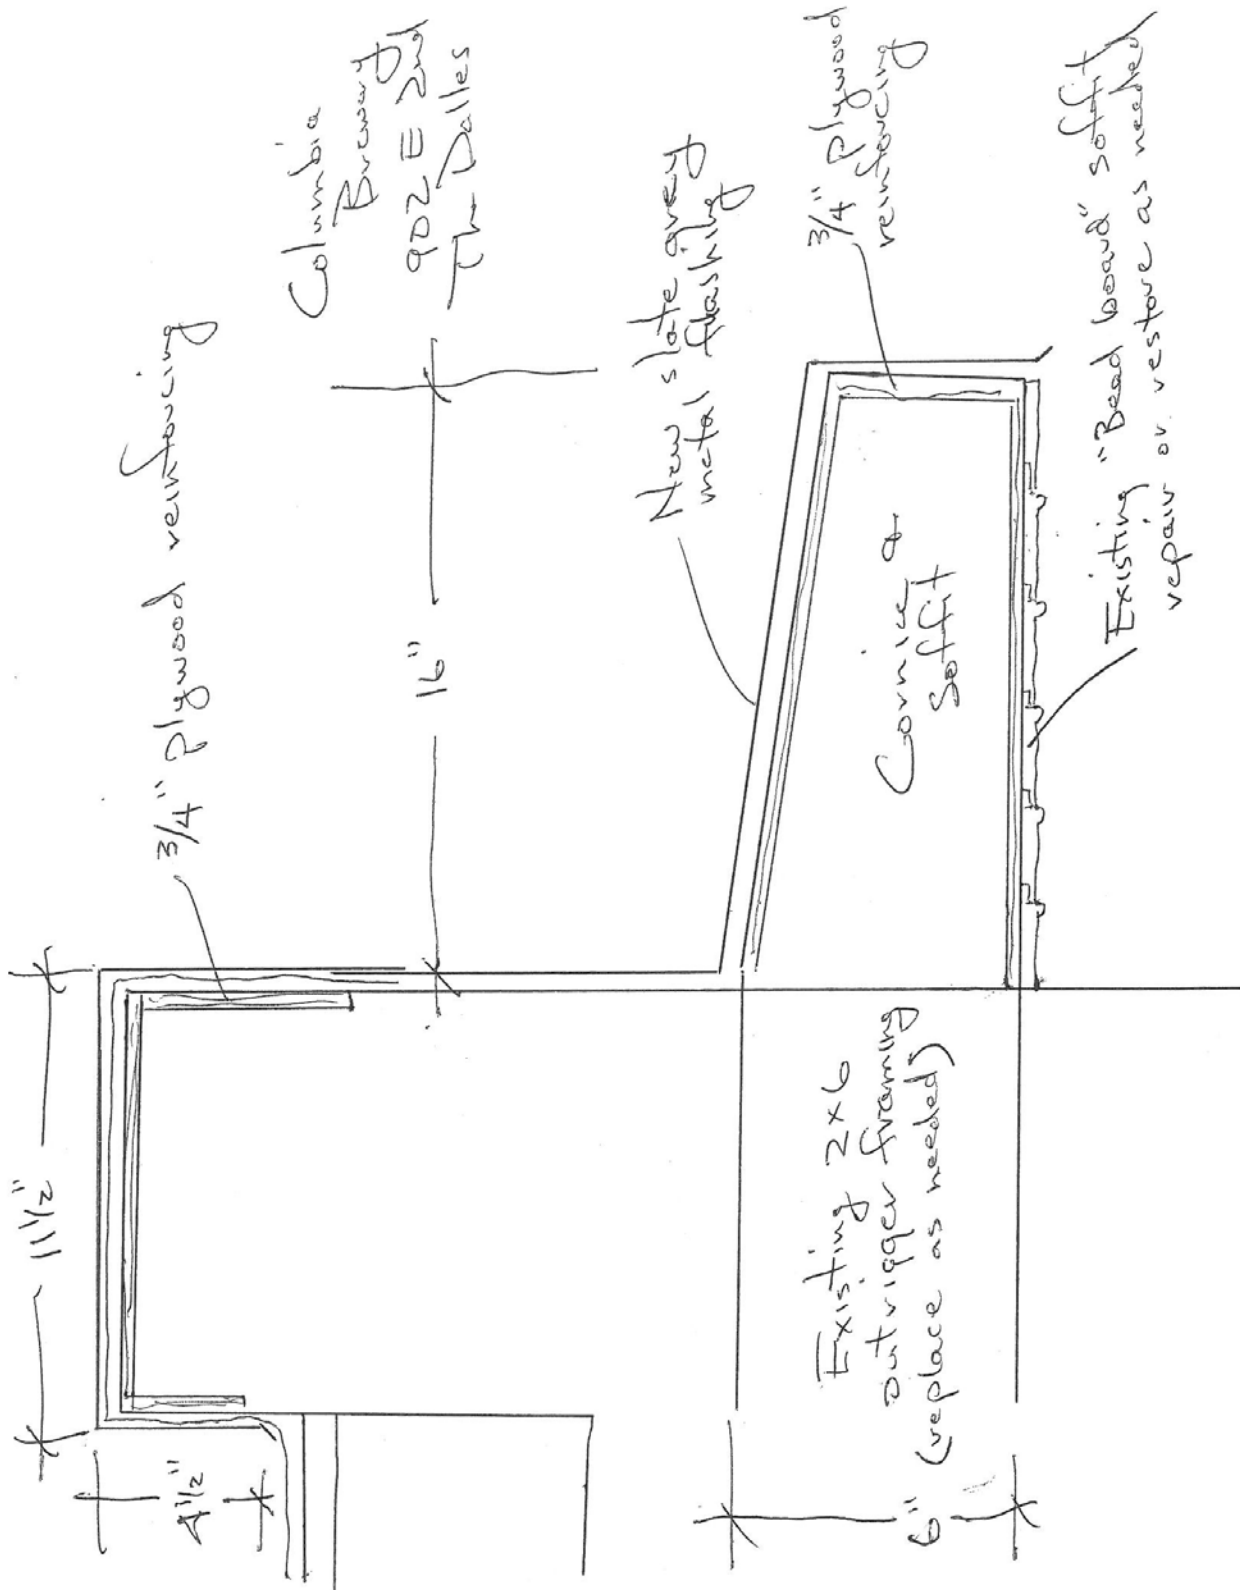 Columbia
Brewery
902 E 2nd
The Dalles
3/4" Plywood reinforcing
11 1/2"
4 1/2"
16"
New slate grey
metal flashing
3/4" Plywood
reinforcing
Cornice &
Soffit
Existing 2x6
outrigger framing
(replace as needed)
6"
Existing "Bead board" soffit
repair or restore as needed